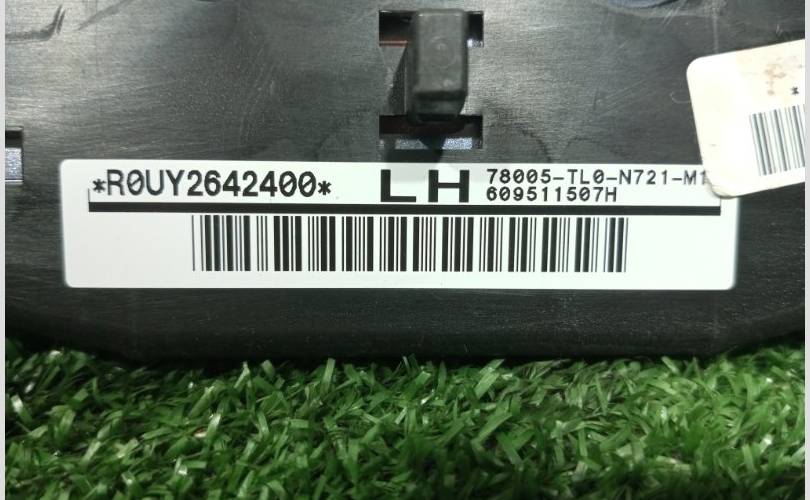 *R0UY2642400*
LH
78005-TL0-N721-M1
609511507H
*